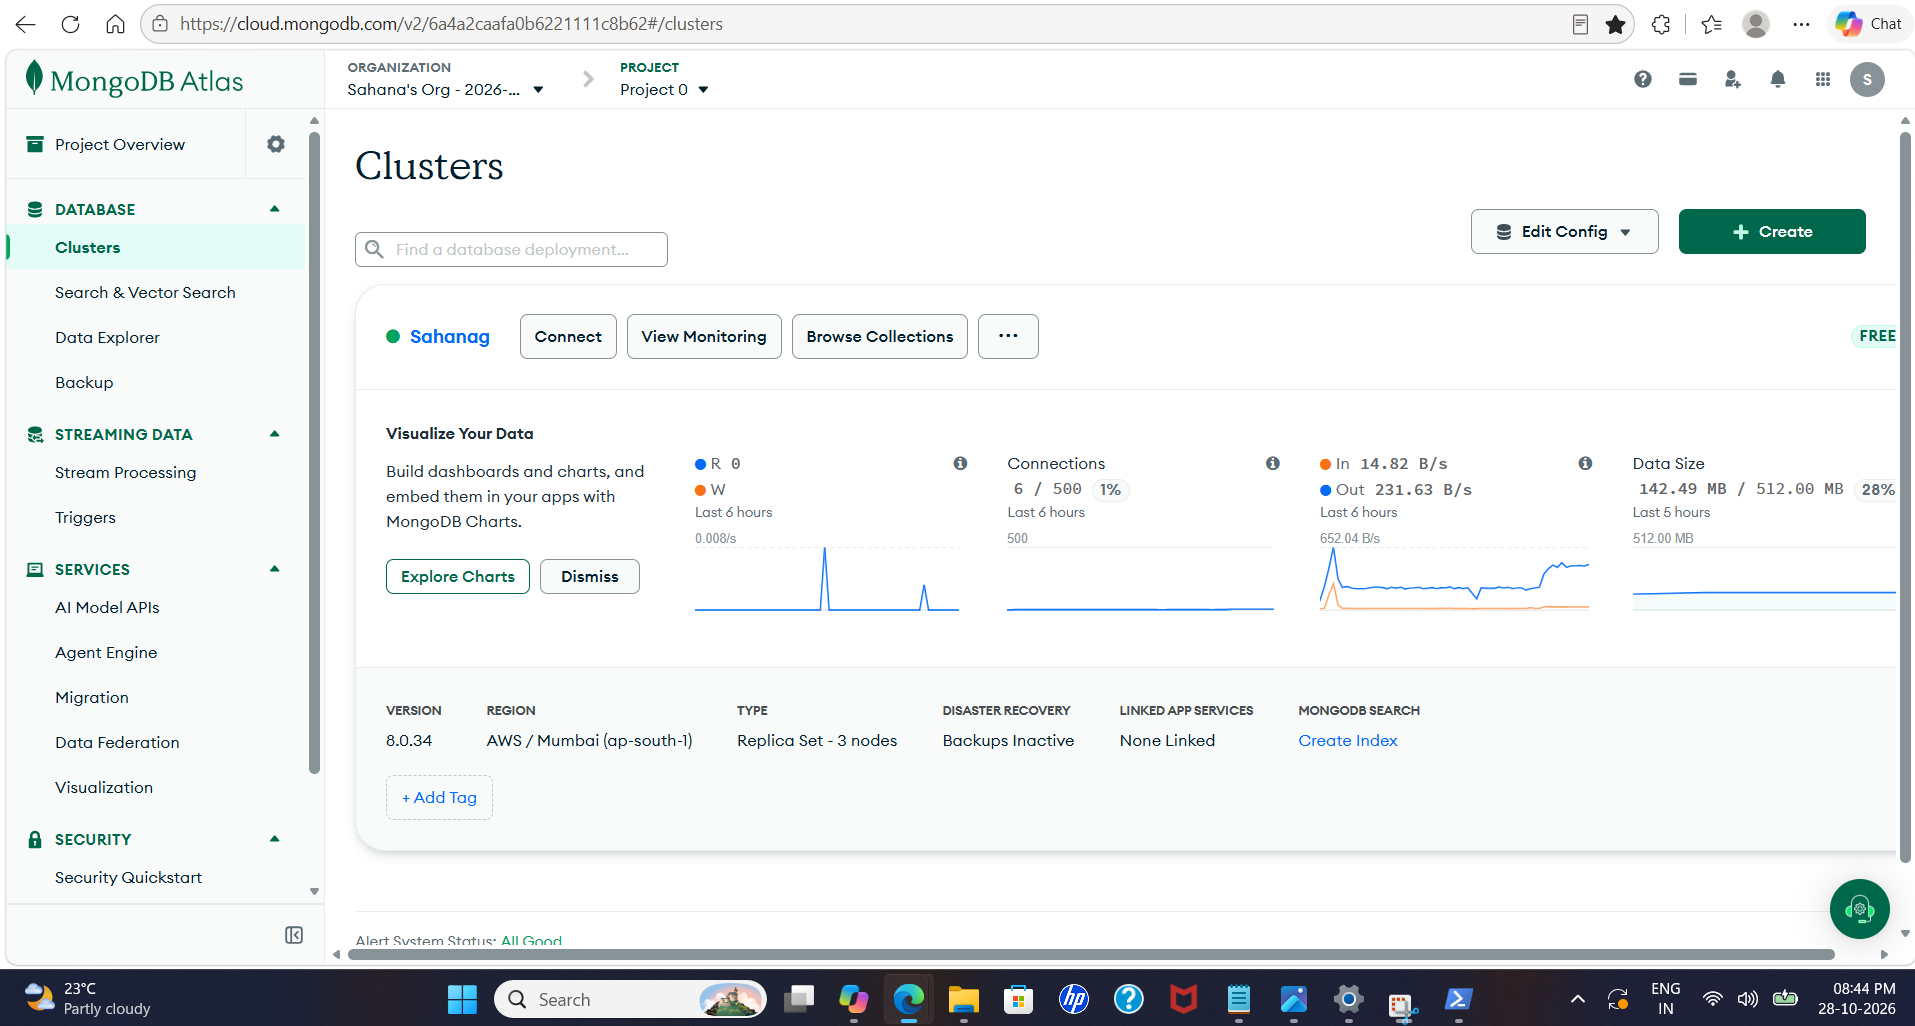 https://cloud.mongodb.com/v2/6a4a2caafa0b6221111c8b62#/clusters
Chat
MongoDB Atlas
ORGANIZATION
Sahana's Org - 2026-...
PROJECT
Project 0
S
Project Overview
DATABASE
Clusters
Search & Vector Search
Data Explorer
Backup
STREAMING DATA
Stream Processing
Triggers
SERVICES
AI Model APIs
Agent Engine
Migration
Data Federation
Visualization
SECURITY
Security Quickstart
Clusters
Find a database deployment...
Edit Config
+ Create
Sahanag
Connect
View Monitoring
Browse Collections
...
FREE
Visualize Your Data
Build dashboards and charts, and
embed them in your apps with
MongoDB Charts.
Explore Charts
Dismiss
R 0
W
Last 6 hours
0.008/s
Connections
6 / 500 1%
Last 6 hours
500
In 14.82 B/s
Out 231.63 B/s
Last 6 hours
652.04 B/s
Data Size
142.49 MB / 512.00 MB 28%
Last 5 hours
512.00 MB
VERSION
8.0.34
REGION
AWS / Mumbai (ap-south-1)
TYPE
Replica Set - 3 nodes
DISASTER RECOVERY
Backups Inactive
LINKED APP SERVICES
None Linked
MONGODB SEARCH
Create Index
+ Add Tag
Alert System Status: All Good
23°C
Partly cloudy
Search
hp
ENG
IN
08:44 PM
28-10-2026